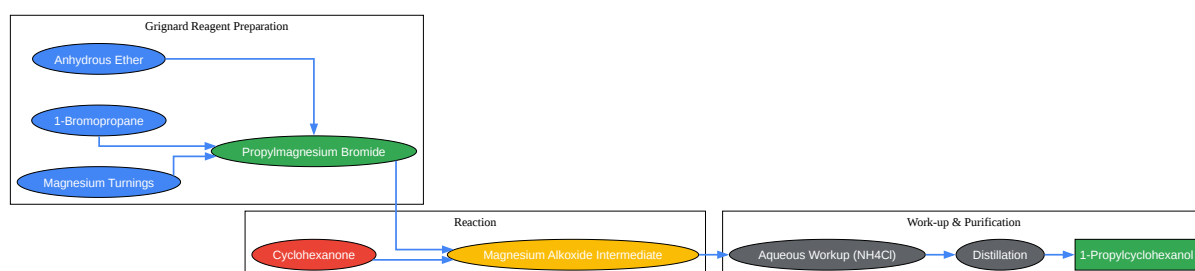 Grignard Reagent Preparation
Anhydrous Ether
1-Bromopropane
Propylmagnesium Bromide
Magnesium Turnings
Reaction
Work-up & Purification
Cyclohexanone
Magnesium Alkoxide Intermediate
Aqueous Workup (NH4Cl)
Distillation
1-Propylcyclohexanol